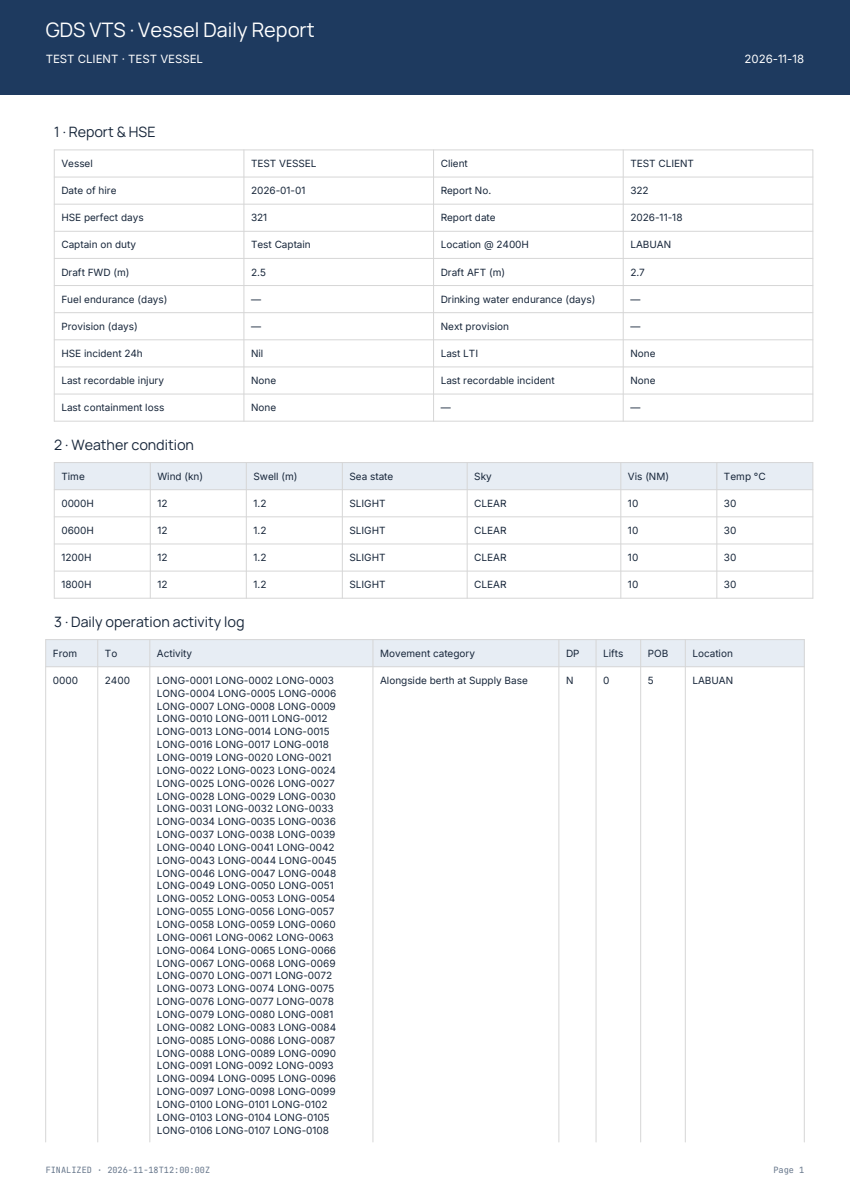 GDS VTS · Vessel Daily Report
TEST CLIENT · TEST VESSEL 2026-11-18
1 · Report & HSE
Vessel TEST VESSEL Client TEST CLIENT
Date of hire 2026-01-01 Report No. 322
HSE perfect days 321 Report date 2026-11-18
Captain on duty Test Captain Location @ 2400H LABUAN
Draft FWD (m) 2.5 Draft AFT (m) 2.7
Fuel endurance (days) — Drinking water endurance (days) —
Provision (days) — Next provision —
HSE incident 24h Nil Last LTI None
Last recordable injury None Last recordable incident None
Last containment loss None — —
2 · Weather condition
Time Wind (kn) Swell (m) Sea state Sky Vis (NM) Temp °C
0000H 12 1.2 SLIGHT CLEAR 10 30
0600H 12 1.2 SLIGHT CLEAR 10 30
1200H 12 1.2 SLIGHT CLEAR 10 30
1800H 12 1.2 SLIGHT CLEAR 10 30
3 · Daily operation activity log
From To Activity Movement category DP Lifts POB Location
0000 2400 LONG-0001 LONG-0002 LONG-0003 Alongside berth at Supply Base N 0 5 LABUAN
LONG-0004 LONG-0005 LONG-0006
LONG-0007 LONG-0008 LONG-0009
LONG-0010 LONG-0011 LONG-0012
LONG-0013 LONG-0014 LONG-0015
LONG-0016 LONG-0017 LONG-0018
LONG-0019 LONG-0020 LONG-0021
LONG-0022 LONG-0023 LONG-0024
LONG-0025 LONG-0026 LONG-0027
LONG-0028 LONG-0029 LONG-0030
LONG-0031 LONG-0032 LONG-0033
LONG-0034 LONG-0035 LONG-0036
LONG-0037 LONG-0038 LONG-0039
LONG-0040 LONG-0041 LONG-0042
LONG-0043 LONG-0044 LONG-0045
LONG-0046 LONG-0047 LONG-0048
LONG-0049 LONG-0050 LONG-0051
LONG-0052 LONG-0053 LONG-0054
LONG-0055 LONG-0056 LONG-0057
LONG-0058 LONG-0059 LONG-0060
LONG-0061 LONG-0062 LONG-0063
LONG-0064 LONG-0065 LONG-0066
LONG-0067 LONG-0068 LONG-0069
LONG-0070 LONG-0071 LONG-0072
LONG-0073 LONG-0074 LONG-0075
LONG-0076 LONG-0077 LONG-0078
LONG-0079 LONG-0080 LONG-0081
LONG-0082 LONG-0083 LONG-0084
LONG-0085 LONG-0086 LONG-0087
LONG-0088 LONG-0089 LONG-0090
LONG-0091 LONG-0092 LONG-0093
LONG-0094 LONG-0095 LONG-0096
LONG-0097 LONG-0098 LONG-0099
LONG-0100 LONG-0101 LONG-0102
LONG-0103 LONG-0104 LONG-0105
LONG-0106 LONG-0107 LONG-0108
FINALIZED · 2026-11-18T12:00:00Z Page 1